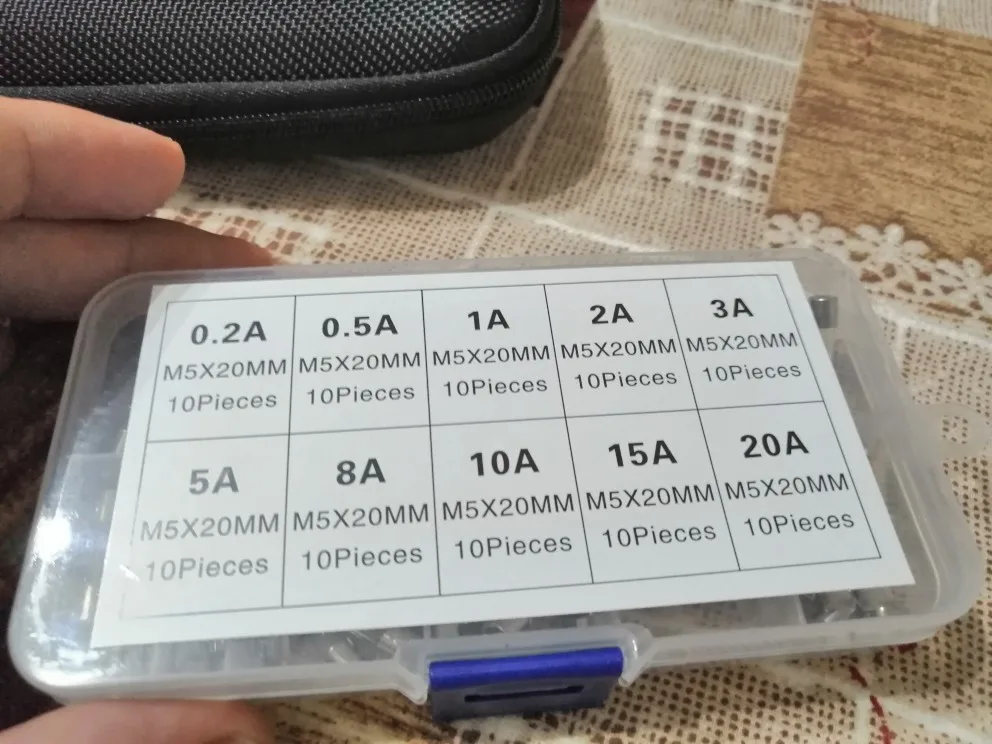 0.2A
M5X20MM
10Pieces
0.5A
M5X20MM
10Pieces
1A
M5X20MM
10Pieces
2A
M5X20MM
10Pieces
3A
M5X20MM
10Pieces
5A
M5X20MM
10Pieces
8A
M5X20MM
10Pieces
10A
M5X20MM
10Pieces
15A
M5X20MM
10Pieces
20A
M5X20MM
10Pieces